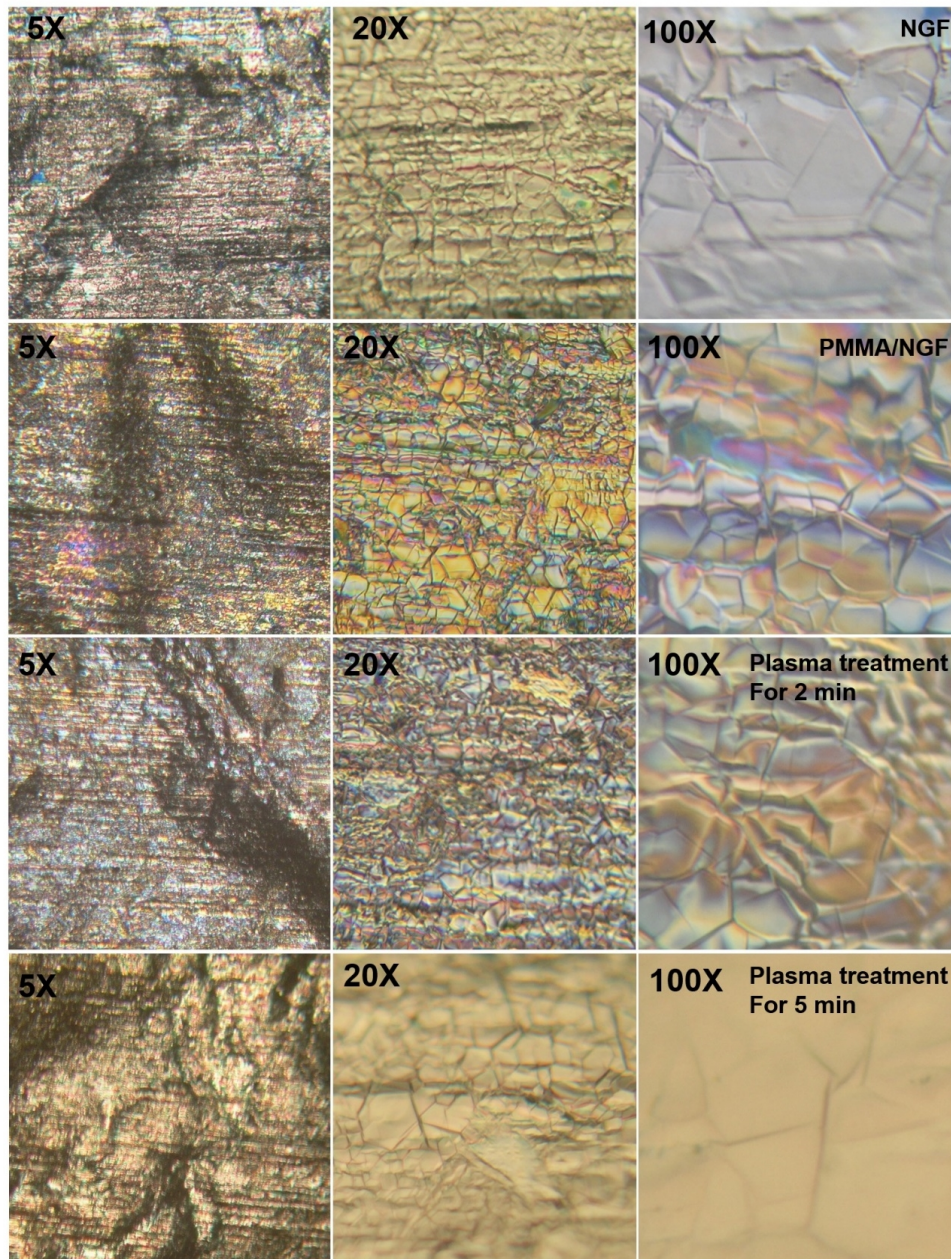 5X
20X
100X
NGF
5X
20X
100X
PMMA/NGF
5X
20X
100X
Plasma treatment
For 2 min
5X
20X
100X
Plasma treatment
For 5 min